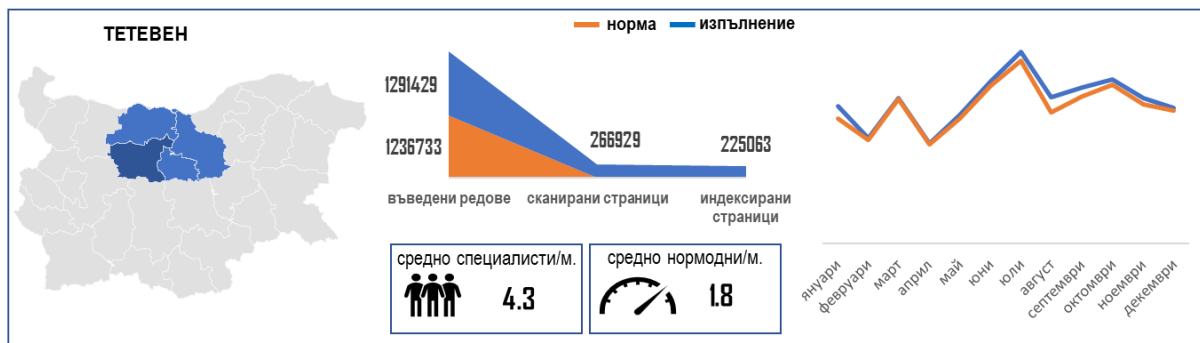 ТЕТЕВЕН
норма
изпълнение
1291429
1236733
266929
225063
въведени редове
сканирани страници
индексирани
страници
средно специалисти/м.
4.3
средно нормодни/м.
1.8
януари
февруари
март
април
май
юни
юли
август
септември
октомври
ноември
декември